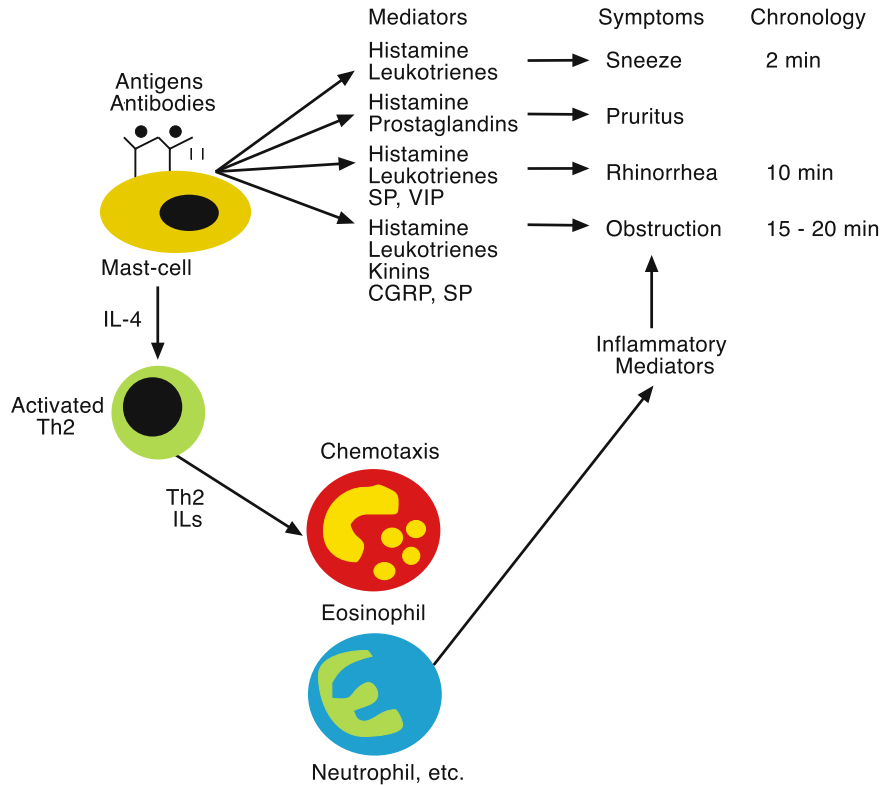 Mediators Symptoms Chronology
Antigens
Antibodies
Histamine
Leukotrienes
Sneeze 2 min
Histamine
Prostaglandins
Pruritus
Histamine
Leukotrienes
SP, VIP
Rhinorrhea 10 min
Histamine
Leukotrienes
Kinins
CGRP, SP
Obstruction 15 - 20 min
Mast-cell
IL-4
Inflammatory
Mediators
Activated
Th2
Th2
ILs
Chemotaxis
Eosinophil
Neutrophil, etc.